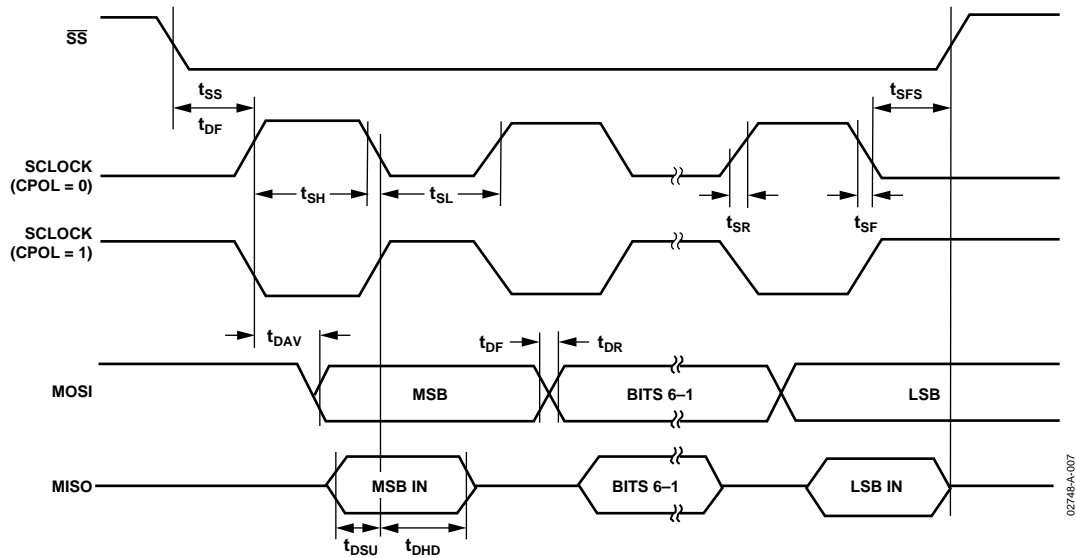 S̅S̅
tSS
tDF
tSFS
SCLOCK
(CPOL = 0)
tSH
tSL
tSR
tSF
SCLOCK
(CPOL = 1)
tDAV
tDF
tDR
MOSI
MSB
BITS 6–1
LSB
MISO
MSB IN
BITS 6–1
LSB IN
tDSU
tDHD
02748-A-007